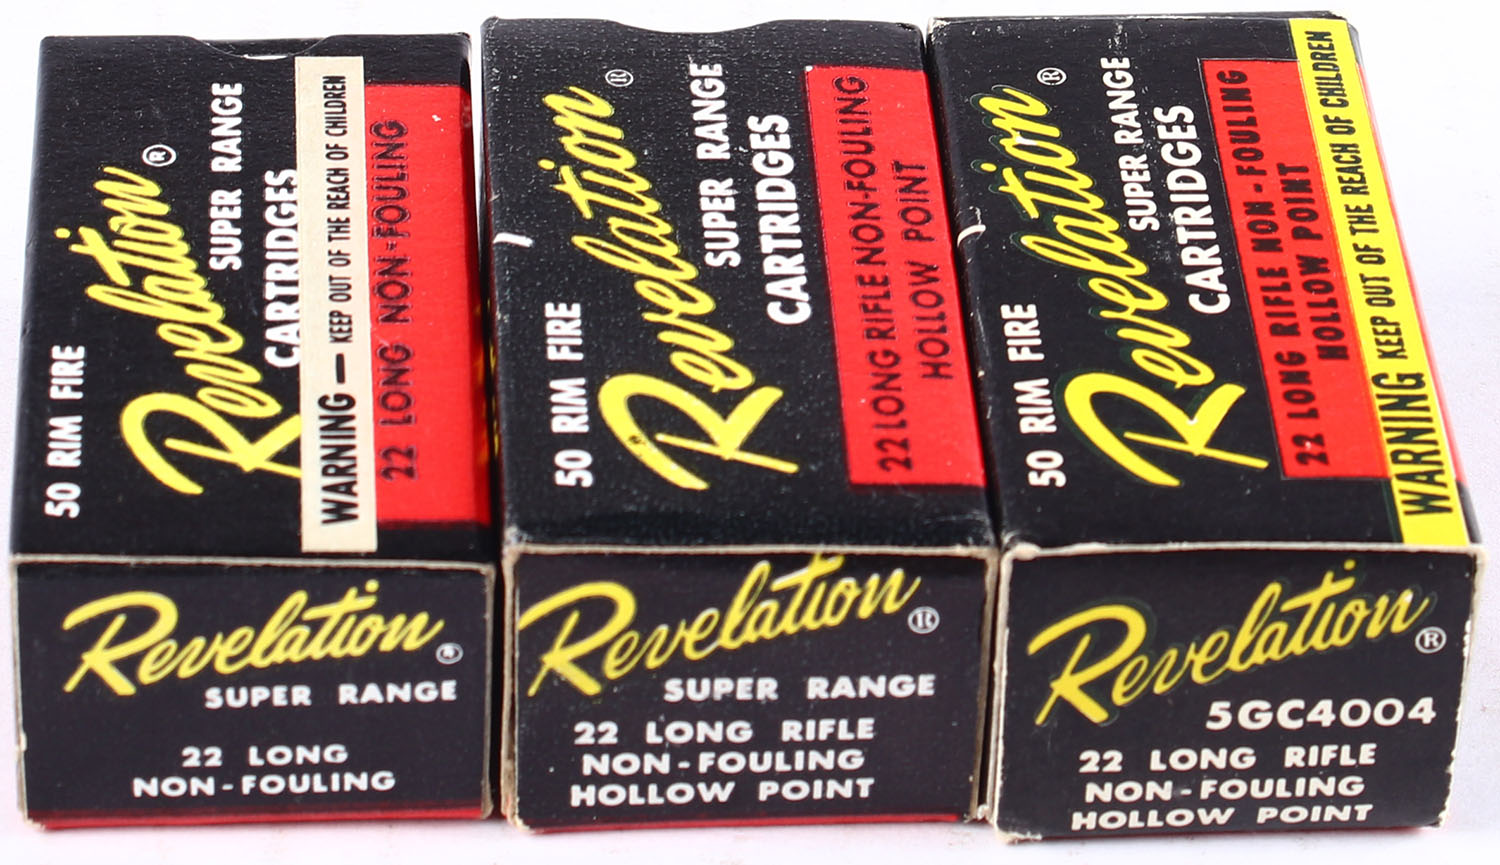 50 RIM FIRE
Revelation®
SUPER RANGE
CARTRIDGES
WARNING — KEEP OUT OF THE REACH OF CHILDREN
22 LONG NON-FOULING
Revelation®
SUPER RANGE
22 LONG
NON-FOULING
50 RIM FIRE
Revelation®
SUPER RANGE
CARTRIDGES
22 LONG RIFLE NON-FOULING
HOLLOW POINT
Revelation®
SUPER RANGE
22 LONG RIFLE
NON-FOULING
HOLLOW POINT
50 RIM FIRE
Revelation®
SUPER RANGE
CARTRIDGES
22 LONG RIFLE NON-FOULING
HOLLOW POINT
WARNING KEEP OUT OF THE REACH OF CHILDREN
Revelation®
5GC4004
22 LONG RIFLE
NON-FOULING
HOLLOW POINT